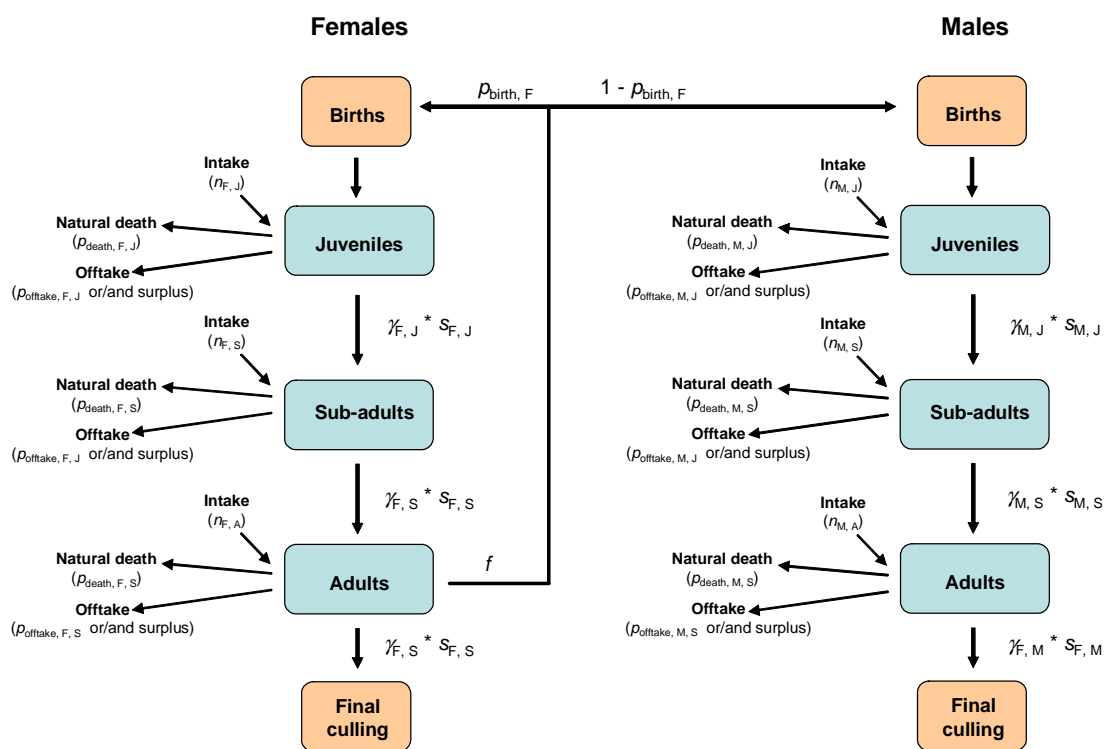 Females
Males
p birth, F
1 - p birth, F
Births
Births
Intake
(n F, J)
Natural death
(p death, F, J)
Offtake
(p offtake, F, J or/and surplus)
Juveniles
γ F, J * s F, J
Intake
(n F, S)
Natural death
(p death, F, S)
Offtake
(p offtake, F, J or/and surplus)
Sub-adults
γ F, S * s F, S
Intake
(n F, A)
Natural death
(p death, F, S)
Offtake
(p offtake, F, S or/and surplus)
Adults
f
γ F, S * s F, S
Final
culling
Intake
(n M, J)
Natural death
(p death, M, J)
Offtake
(p offtake, M, J or/and surplus)
Juveniles
γ M, J * s M, J
Intake
(n M, S)
Natural death
(p death, M, S)
Offtake
(p offtake, M, J or/and surplus)
Sub-adults
γ M, S * s M, S
Intake
(n M, A)
Natural death
(p death, M, S)
Offtake
(p offtake, M, S or/and surplus)
Adults
γ F, M * s F, M
Final
culling